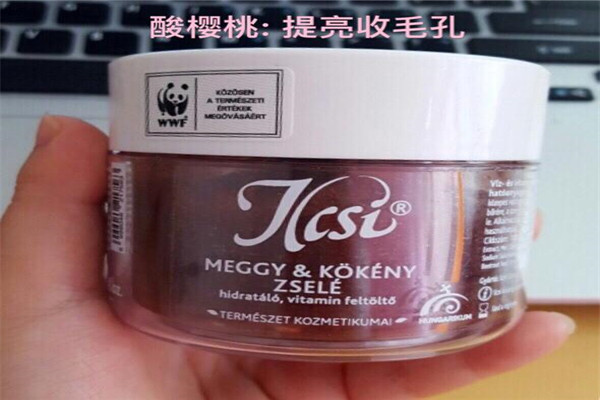 酸樱桃: 提亮收毛孔
WWF
KÖZÖSEN
A TERMÉSZETI
ÉRTÉKEK
MEGÓVÁSÁÉRT
Ilcsi®
MEGGY & KÖKÉNY
ZSELÉ
hidratáló, vitamin feltöltő
TERMÉSZET KOZMETIKUMAI
HUNGARIKUM